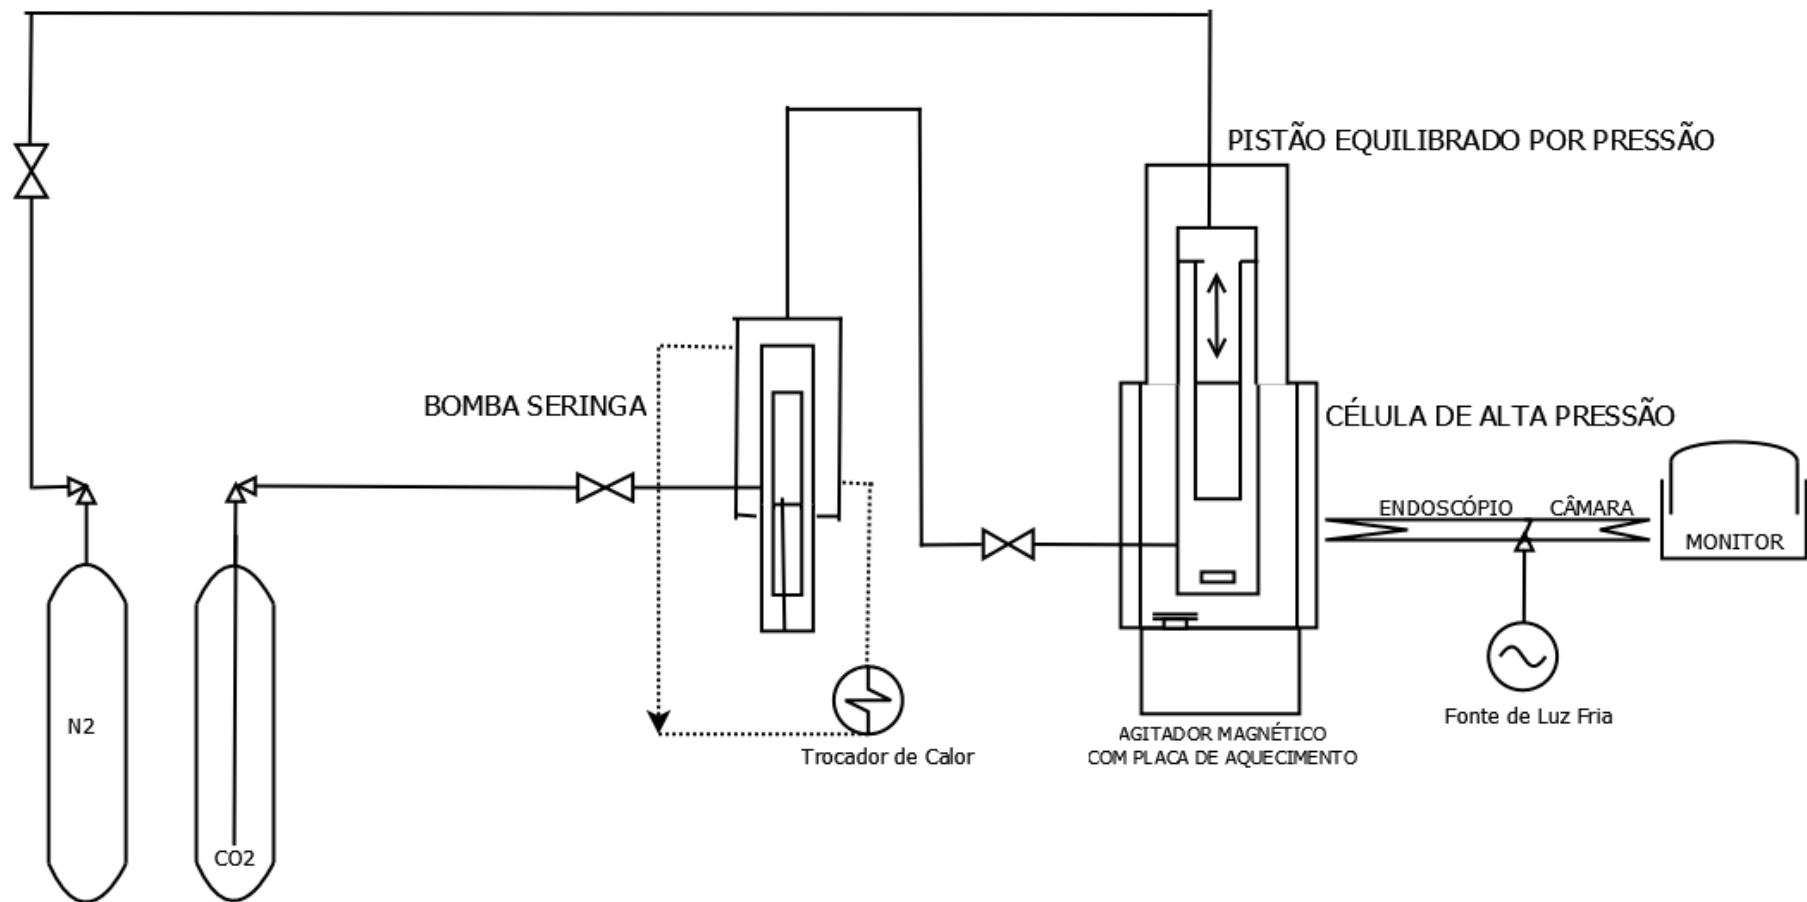 PISTÃO EQUILIBRADO POR PRESSÃO
BOMBA SERINGA
CÉLULA DE ALTA PRESSÃO
ENDOSCÓPIO
CÂMARA
MONITOR
N2
CO2
Trocador de Calor
AGITADOR MAGNÉTICO
COM PLACA DE AQUECIMENTO
Fonte de Luz Fria